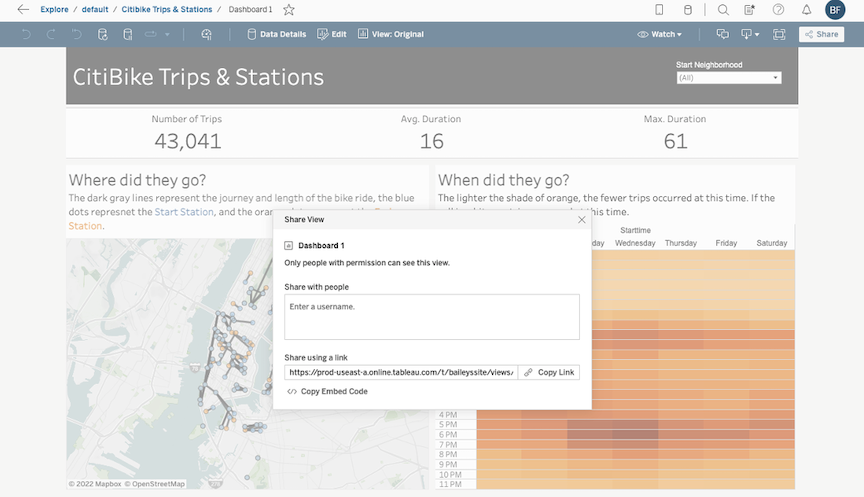 Explore / default / Citibike Trips & Stations / Dashboard 1
BF
Data Details Edit View: Original Watch Share
CitiBike Trips & Stations
Start Neighborhood
(All)
Number of Trips Avg. Duration Max. Duration
43,041 16 61
Where did they go? When did they go?
The dark gray lines represent the journey and length of the bike ride, the blue
dots represnet the Start Station, and the
Station.
The lighter the shade of orange, the fewer trips occurred at this time. If the
this time.
Starttime
Wednesday Thursday Friday Saturday
Share View
Dashboard 1
Only people with permission can see this view.
Share with people
Enter a username.
Share using a link
https://prod-useast-a.online.tableau.com/t/baileyssite/views/
Copy Link
Copy Embed Code
4 PM
5 PM
6 PM
7 PM
8 PM
9 PM
10 PM
11 PM
© 2022 Mapbox © OpenStreetMap